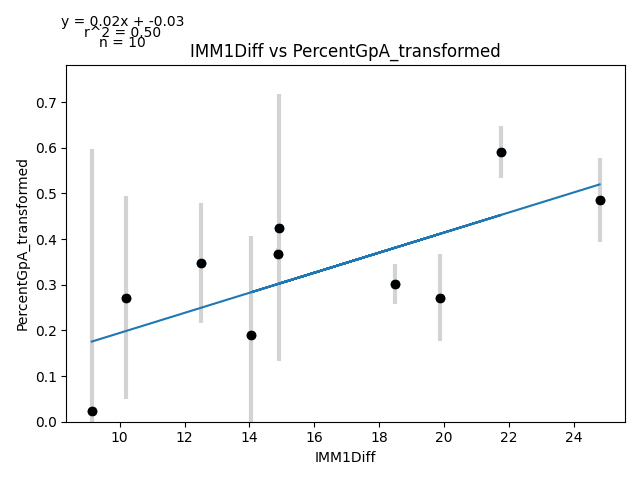 y = 0.02x + -0.03
r^2 = 0.50
n = 10
IMM1Diff vs PercentGpA_transformed
PercentGpA_transformed
0.7
0.6
0.5
0.4
0.3
0.2
0.1
0.0
10
12
14
16
18
20
22
24
IMM1Diff